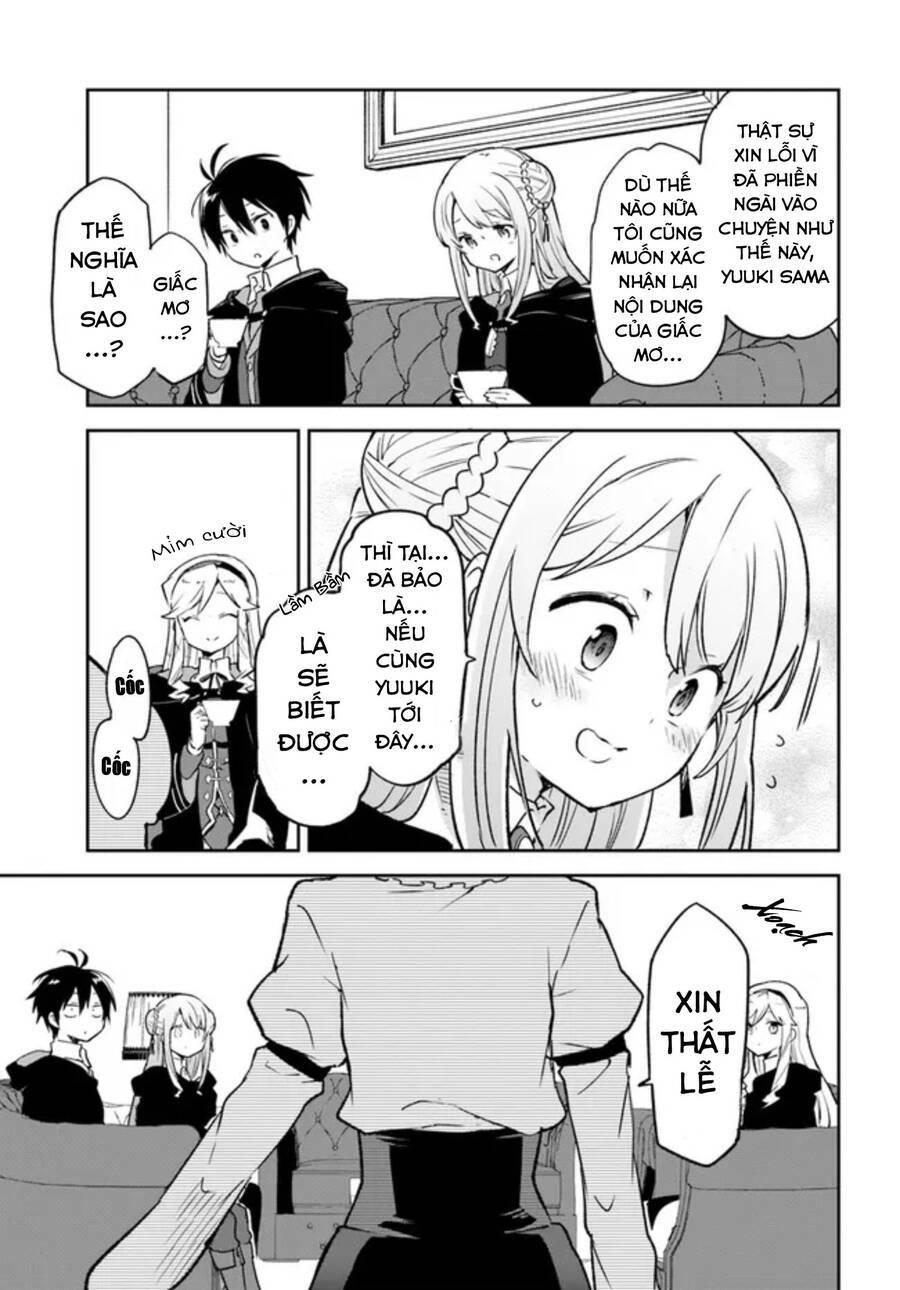 THẬT SỰ
XIN LỖI VÌ
ĐÃ PHIỀN
NGÀI VÀO
CHUYỆN NHƯ
THẾ NÀY,
YUUKI SAMA
DÙ THẾ
NÀO NỮA
TÔI CŨNG
MUỐN XÁC
NHẬN LẠI
NỘI DUNG
CỦA GIẤC
MƠ...
GIẤC
MƠ
...?
THẾ
NGHĨA
LÀ
SAO
...?
THÌ TẠI...
ĐÃ BẢO
LÀ...
NẾU
CÙNG
YUUKI
TỚI
ĐÂY...
Lầm Bầm
LÀ
SẼ
BIẾT
ĐƯỢC
...
Mỉm cười
Cốc
Cốc
Xoạch
XIN
THẤT
LỄ